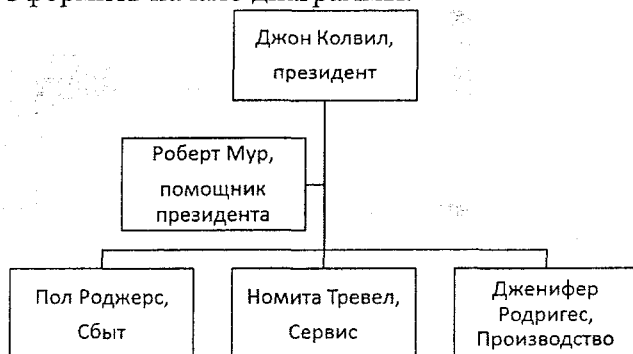 Джон Колвил,
президент
Роберт Мур,
помощник
президента
Пол Роджерс,
Сбыт
Номита Тревел,
Сервис
Дженифер
Родригес,
Производство